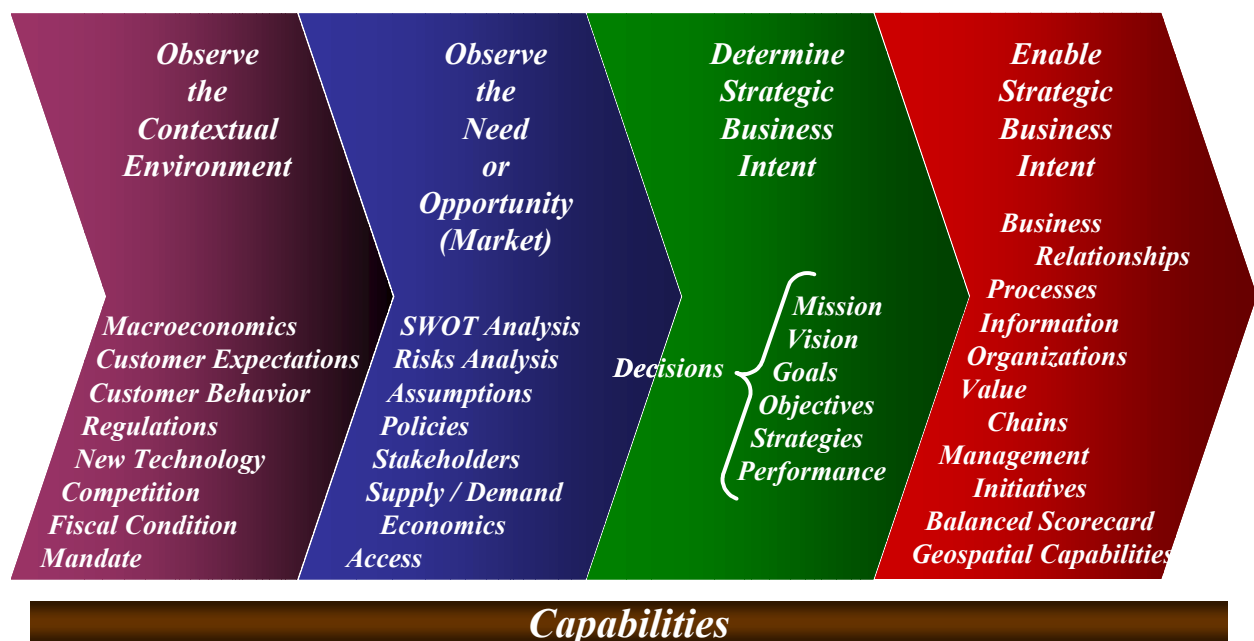 Observe
the
Contextual
Environment
Macroeconomics
Customer Expectations
Customer Behavior
Regulations
New Technology
Competition
Fiscal Condition
Mandate
Observe
the
Need
or
Opportunity
(Market)
SWOT Analysis
Risks Analysis
Assumptions
Policies
Stakeholders
Supply / Demand
Economics
Access
Determine
Strategic
Business
Intent
Decisions
Mission
Vision
Goals
Objectives
Strategies
Performance
Enable
Strategic
Business
Intent
Business
Relationships
Processes
Information
Organizations
Value
Chains
Management
Initiatives
Balanced Scorecard
Geospatial Capabilities
Capabilities